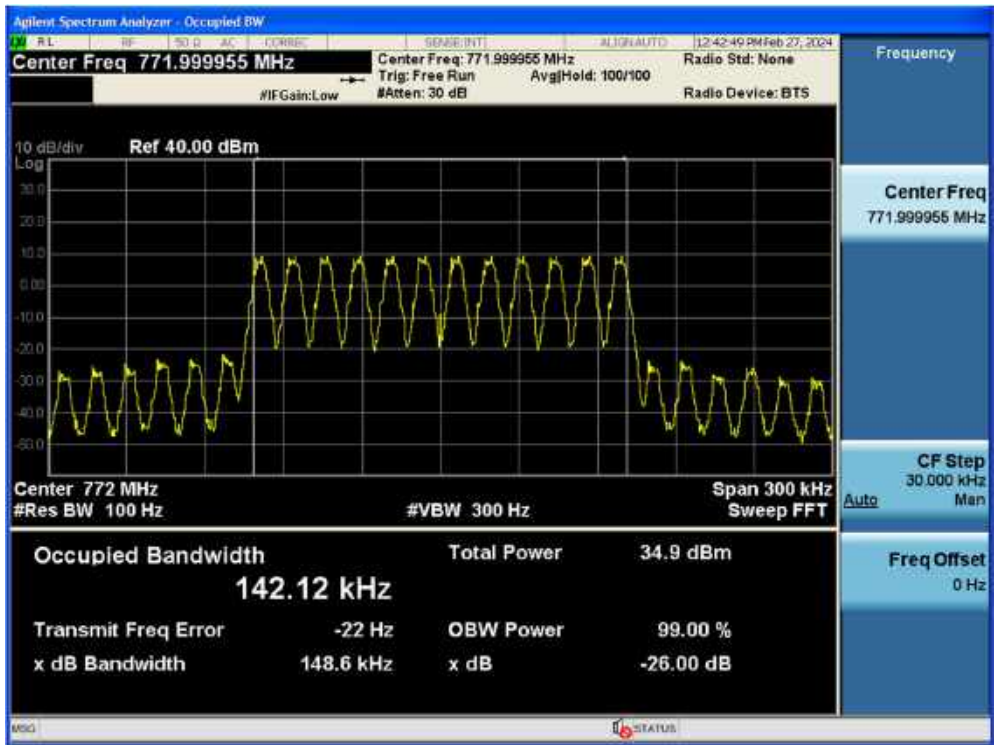 Agilent Spectrum Analyzer - Occupied BW
RL RF 50 Ω AC CORREC SENSE:INT ALIGN AUTO 12:42:49 PM Feb 27, 2024
Center Freq 771.999955 MHz
Center Freq: 771.999955 MHz
Radio Std: None
Trig: Free Run Avg|Hold: 100/100
#IFGain:Low
#Atten: 30 dB
Radio Device: BTS
10 dB/div Ref 40.00 dBm
Log
30.0
20.0
10.0
0.00
-10.0
-20.0
-30.0
-40.0
-50.0
Center 772 MHz
Span 300 kHz
#Res BW 100 Hz
#VBW 300 Hz
Sweep FFT
Occupied Bandwidth
142.12 kHz
Total Power 34.9 dBm
Transmit Freq Error -22 Hz
OBW Power 99.00 %
x dB Bandwidth 148.6 kHz
x dB -26.00 dB
Frequency
Center Freq
771.999955 MHz
CF Step
30.000 kHz
Auto Man
Freq Offset
0 Hz
MSG
STATUS